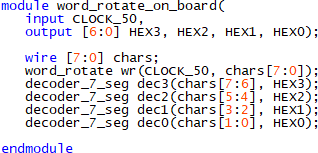 module word_rotate_on_board(
input CLOCK_50,
output [6:0] HEX3, HEX2, HEX1, HEX0);
wire [7:0] chars;
word_rotate wr(CLOCK_50, chars[7:0]);
decoder_7_seg dec3(chars[7:6], HEX3);
decoder_7_seg dec2(chars[5:4], HEX2);
decoder_7_seg dec1(chars[3:2], HEX1);
decoder_7_seg dec0(chars[1:0], HEX0);
endmodule